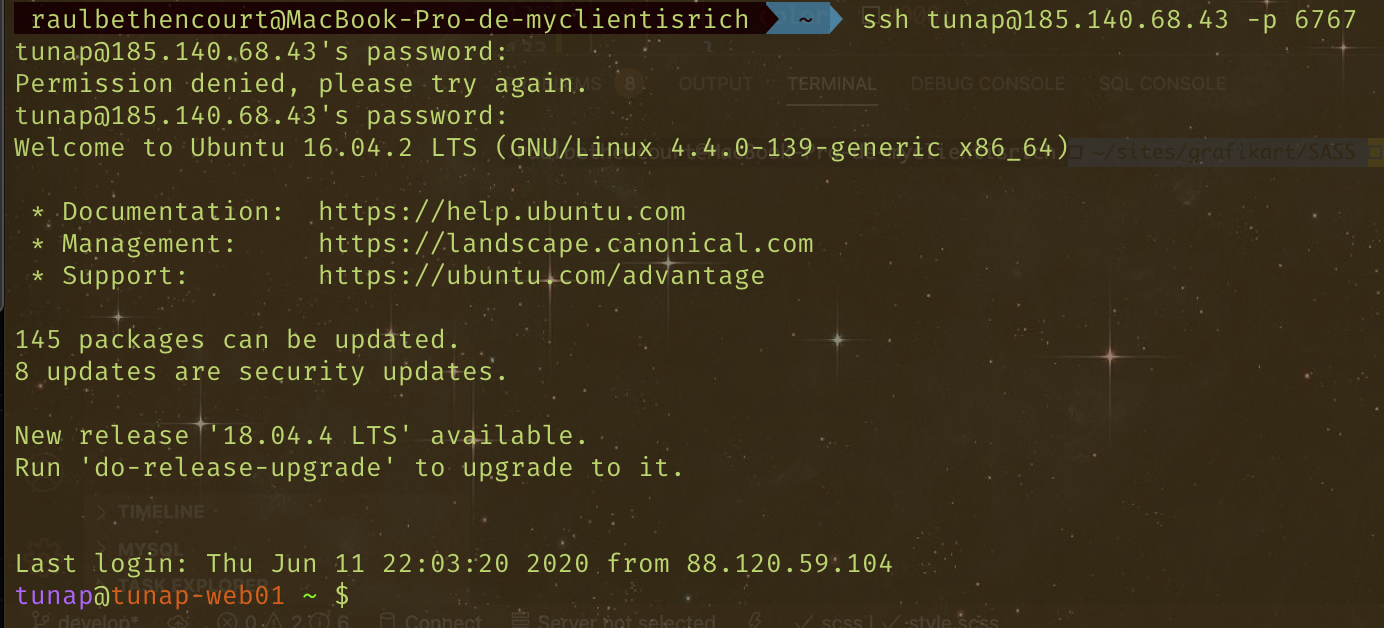 raulbethencourt@MacBook-Pro-de-myclientisrich ~ ssh tunap@185.140.68.43 -p 6767
tunap@185.140.68.43's password:
Permission denied, please try again.
PROBLEMS 8 OUTPUT TERMINAL DEBUG CONSOLE SQL CONSOLE
tunap@185.140.68.43's password:
Welcome to Ubuntu 16.04.2 LTS (GNU/Linux 4.4.0-139-generic x86_64)
~/sites/grafikart/SASS
* Documentation: https://help.ubuntu.com
* Management: https://landscape.canonical.com
* Support: https://ubuntu.com/advantage
145 packages can be updated.
8 updates are security updates.
New release '18.04.4 LTS' available.
Run 'do-release-upgrade' to upgrade to it.
TIMELINE
MYSQL
Last login: Thu Jun 11 22:03:20 2020 from 88.120.59.104
TASK EXPLORER
tunap@tunap-web01 ~ $
develop* 0 2 6 Connect Server not selected scss | style.scss